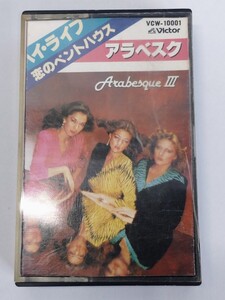 ハイ・ライフ
恋のペントハウス
VCW-10001
Victor
アラベスク
Arabesque III